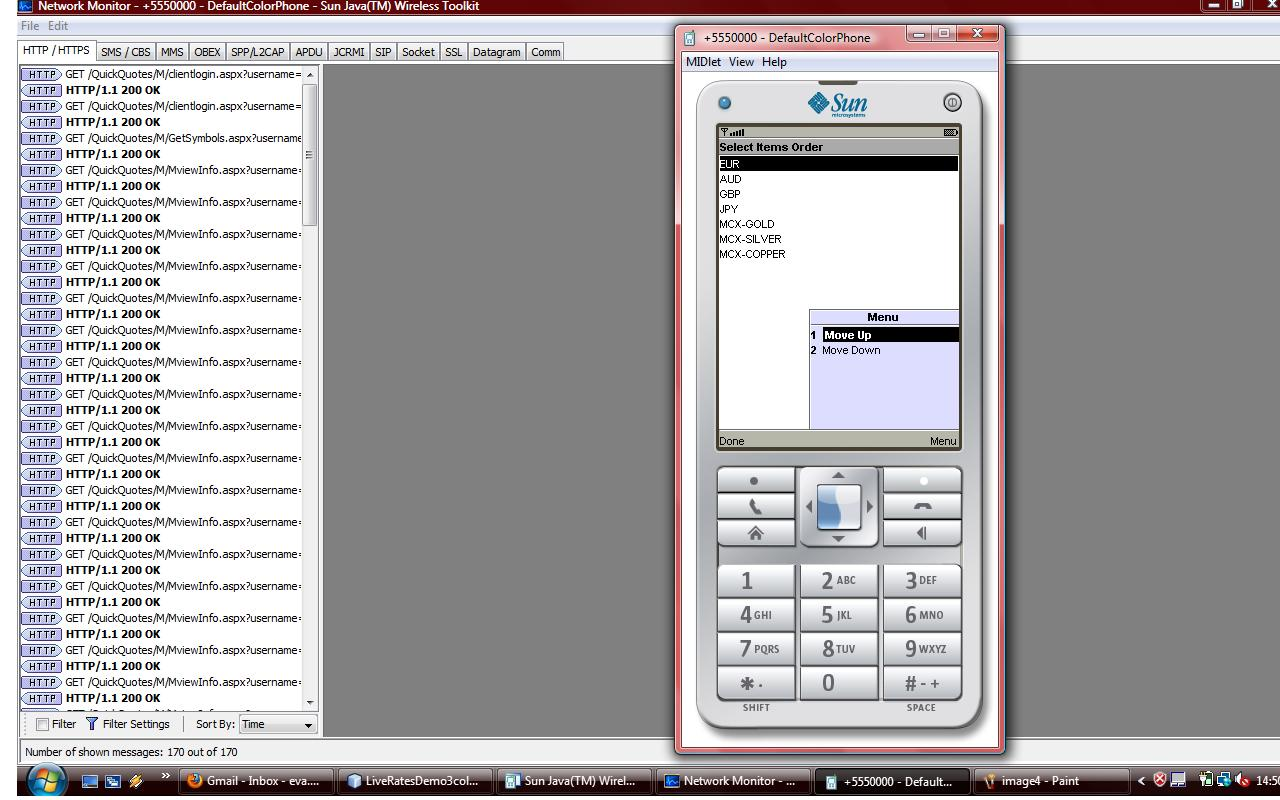 Network Monitor - +5550000 - DefaultColorPhone - Sun Java(TM) Wireless Toolkit
File Edit
HTTP / HTTPS SMS / CBS MMS OBEX SPP/L2CAP APDU JCRMI SIP Socket SSL Datagram Comm
HTTP GET /QuickQuotes/M/clientlogin.aspx?username=
HTTP HTTP/1.1 200 OK
HTTP GET /QuickQuotes/M/clientlogin.aspx?username=
HTTP HTTP/1.1 200 OK
HTTP GET /QuickQuotes/M/GetSymbols.aspx?username
HTTP HTTP/1.1 200 OK
HTTP GET /QuickQuotes/M/MviewInfo.aspx?username=
HTTP HTTP/1.1 200 OK
HTTP GET /QuickQuotes/M/MviewInfo.aspx?username=
HTTP HTTP/1.1 200 OK
HTTP GET /QuickQuotes/M/MviewInfo.aspx?username=
HTTP HTTP/1.1 200 OK
HTTP GET /QuickQuotes/M/MviewInfo.aspx?username=
HTTP HTTP/1.1 200 OK
HTTP GET /QuickQuotes/M/MviewInfo.aspx?username=
HTTP HTTP/1.1 200 OK
HTTP GET /QuickQuotes/M/MviewInfo.aspx?username=
HTTP HTTP/1.1 200 OK
HTTP GET /QuickQuotes/M/MviewInfo.aspx?username=
HTTP HTTP/1.1 200 OK
HTTP GET /QuickQuotes/M/MviewInfo.aspx?username=
HTTP HTTP/1.1 200 OK
HTTP GET /QuickQuotes/M/MviewInfo.aspx?username=
HTTP HTTP/1.1 200 OK
HTTP GET /QuickQuotes/M/MviewInfo.aspx?username=
HTTP HTTP/1.1 200 OK
HTTP GET /QuickQuotes/M/MviewInfo.aspx?username=
HTTP HTTP/1.1 200 OK
HTTP GET /QuickQuotes/M/MviewInfo.aspx?username=
HTTP HTTP/1.1 200 OK
HTTP GET /QuickQuotes/M/MviewInfo.aspx?username=
HTTP HTTP/1.1 200 OK
HTTP GET /QuickQuotes/M/MviewInfo.aspx?username=
HTTP HTTP/1.1 200 OK
HTTP GET /QuickQuotes/M/MviewInfo.aspx?username=
HTTP HTTP/1.1 200 OK
HTTP GET /QuickQuotes/M/MviewInfo.aspx?username=
HTTP HTTP/1.1 200 OK
HTTP GET /QuickQuotes/M/MviewInfo.aspx?username=
HTTP HTTP/1.1 200 OK
Filter Filter Settings Sort By: Time
Number of shown messages: 170 out of 170
+5550000 - DefaultColorPhone
MIDlet View Help
Sun
microsystems
Select Items Order
EUR
AUD
GBP
JPY
MCX-GOLD
MCX-SILVER
MCX-COPPER
Menu
1 Move Up
2 Move Down
Done Menu
1 2 ABC 3 DEF
4 GHI 5 JKL 6 MNO
7 PQRS 8 TUV 9 WXYZ
* . 0 # - +
SHIFT SPACE
Gmail - Inbox - eva.... LiveRatesDemo3col... Sun Java(TM) Wirel... Network Monitor - ... +5550000 - Default... image4 - Paint 14:50